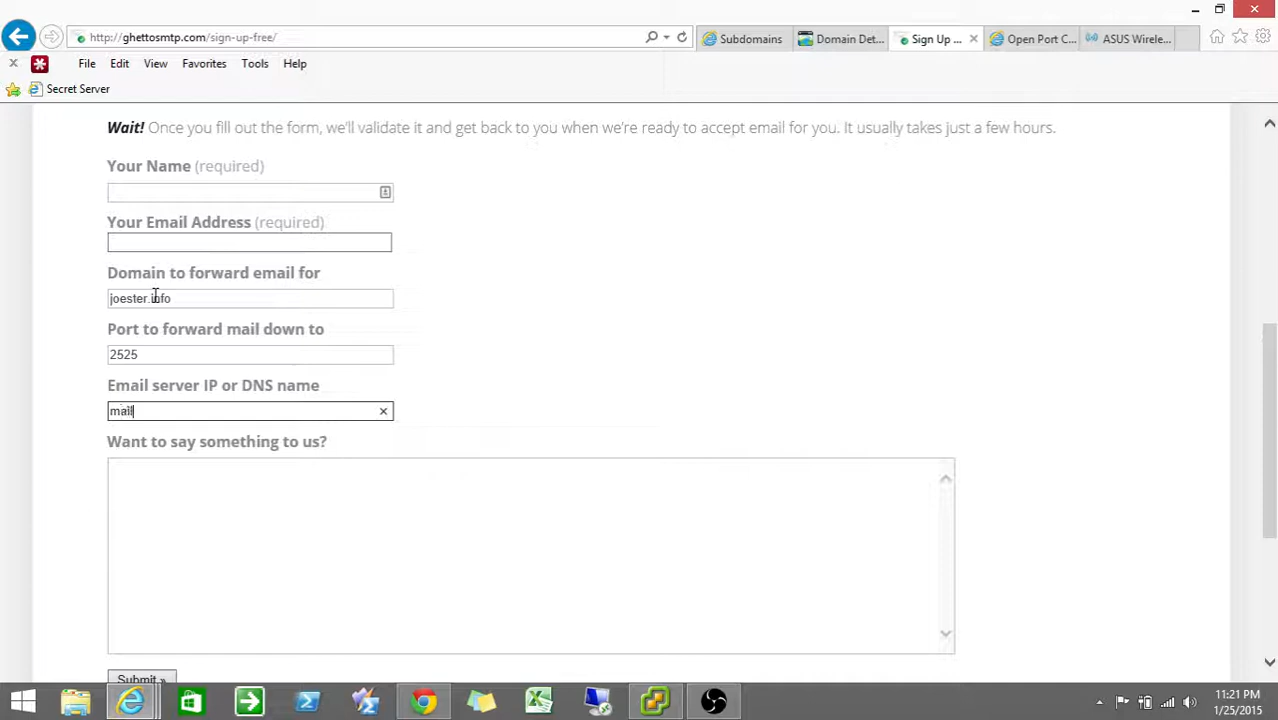 http://ghettosmtp.com/sign-up-free/
Subdomains
Domain Det...
Sign Up ...
Open Port C...
ASUS Wirele...
File Edit View Favorites Tools Help
Secret Server
Wait! Once you fill out the form, we'll validate it and get back to you when we're ready to accept email for you. It usually takes just a few hours.
Your Name (required)
Your Email Address (required)
Domain to forward email for
joester.info
Port to forward mail down to
2525
Email server IP or DNS name
mail
Want to say something to us?
Submit »
11:21 PM
1/25/2015